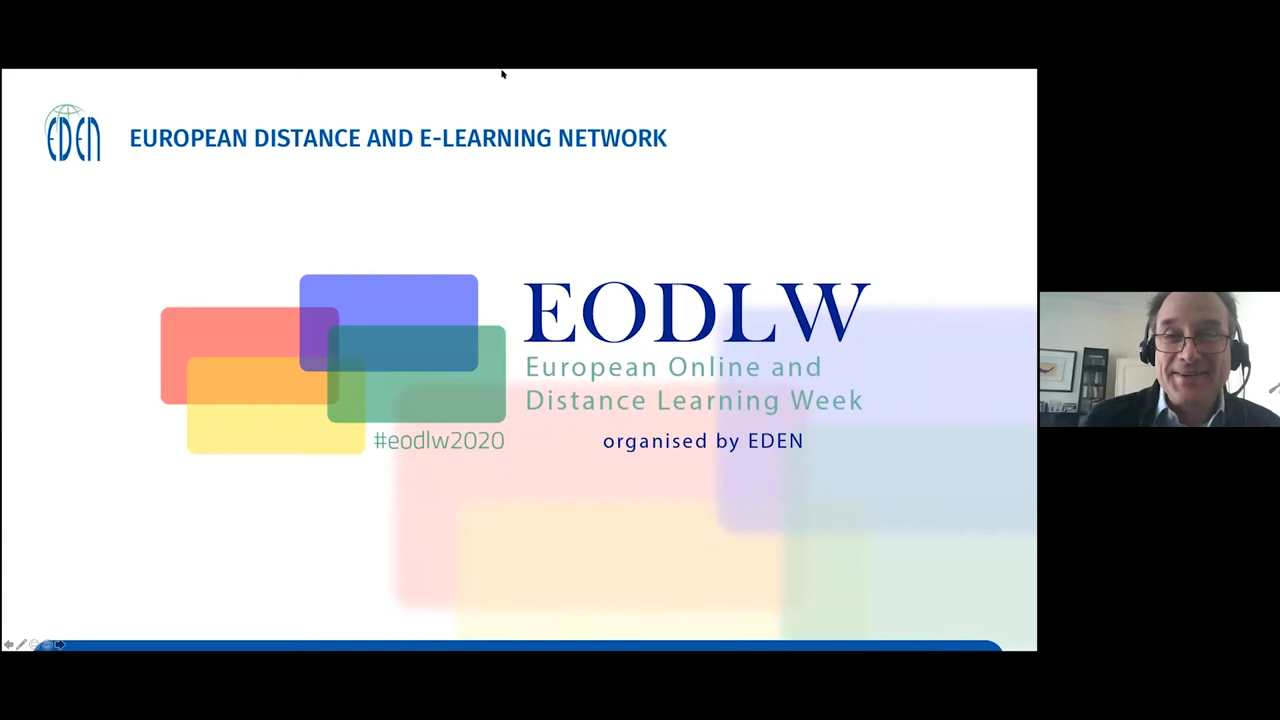 EDEN
EUROPEAN DISTANCE AND E-LEARNING NETWORK
EODLW
European Online and
Distance Learning Week
#eodlw2020
organised by EDEN